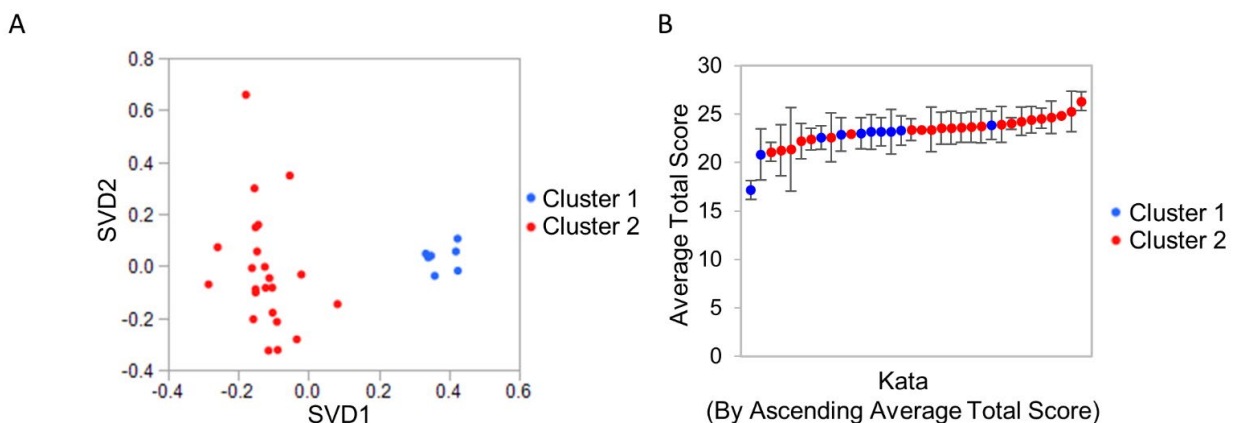 A
0.8
0.6
0.4
0.2
0.0
-0.2
-0.4
SVD2
-0.4
-0.2
0.0
0.2
0.4
0.6
SVD1
Cluster 1
Cluster 2
B
30
25
20
15
10
5
0
Average Total Score
Kata
(By Ascending Average Total Score)
Cluster 1
Cluster 2